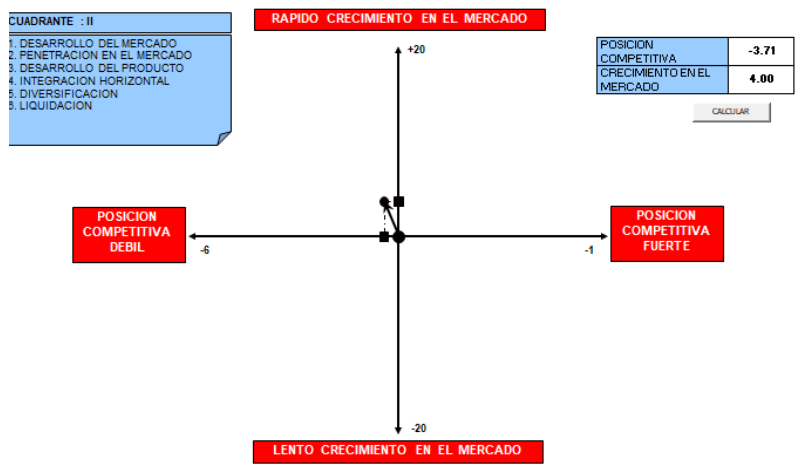 CUADRANTE : II
1. DESARROLLO DEL MERCADO
2. PENETRACION EN EL MERCADO
3. DESARROLLO DEL PRODUCTO
4. INTEGRACION HORIZONTAL
5. DIVERSIFICACION
6. LIQUIDACION
RAPIDO CRECIMIENTO EN EL MERCADO
+20
POSICION
COMPETITIVA
-3.71
CRECIMIENTO EN EL
MERCADO
4.00
CALCULAR
POSICION
COMPETITIVA
DEBIL
-6
POSICION
COMPETITIVA
FUERTE
-1
-20
LENTO CRECIMIENTO EN EL MERCADO